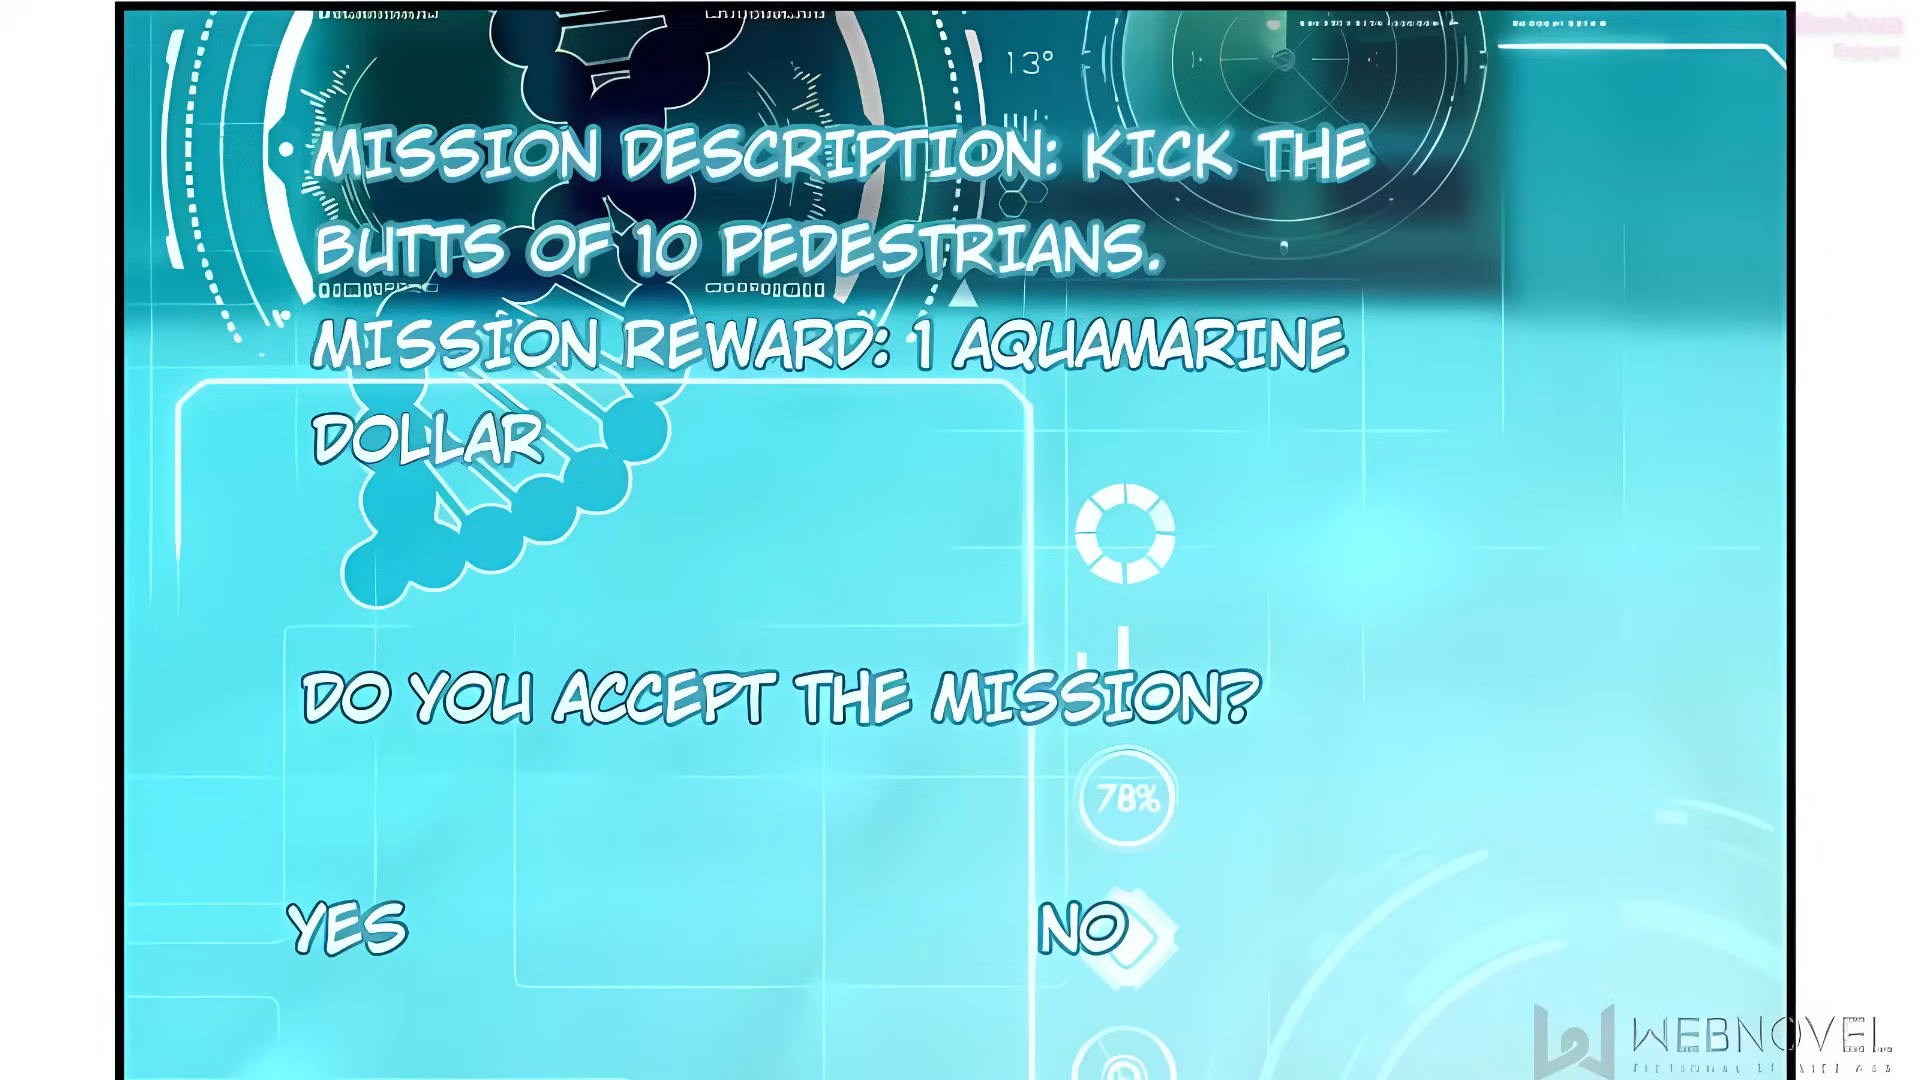 13°
MISSION DESCRIPTION: KICK THE
BUTTS OF 10 PEDESTRIANS.
MISSION REWARD: 1 AQUAMARINE
DOLLAR
DO YOU ACCEPT THE MISSION?
78%
YES
NO
WEBNOVEL